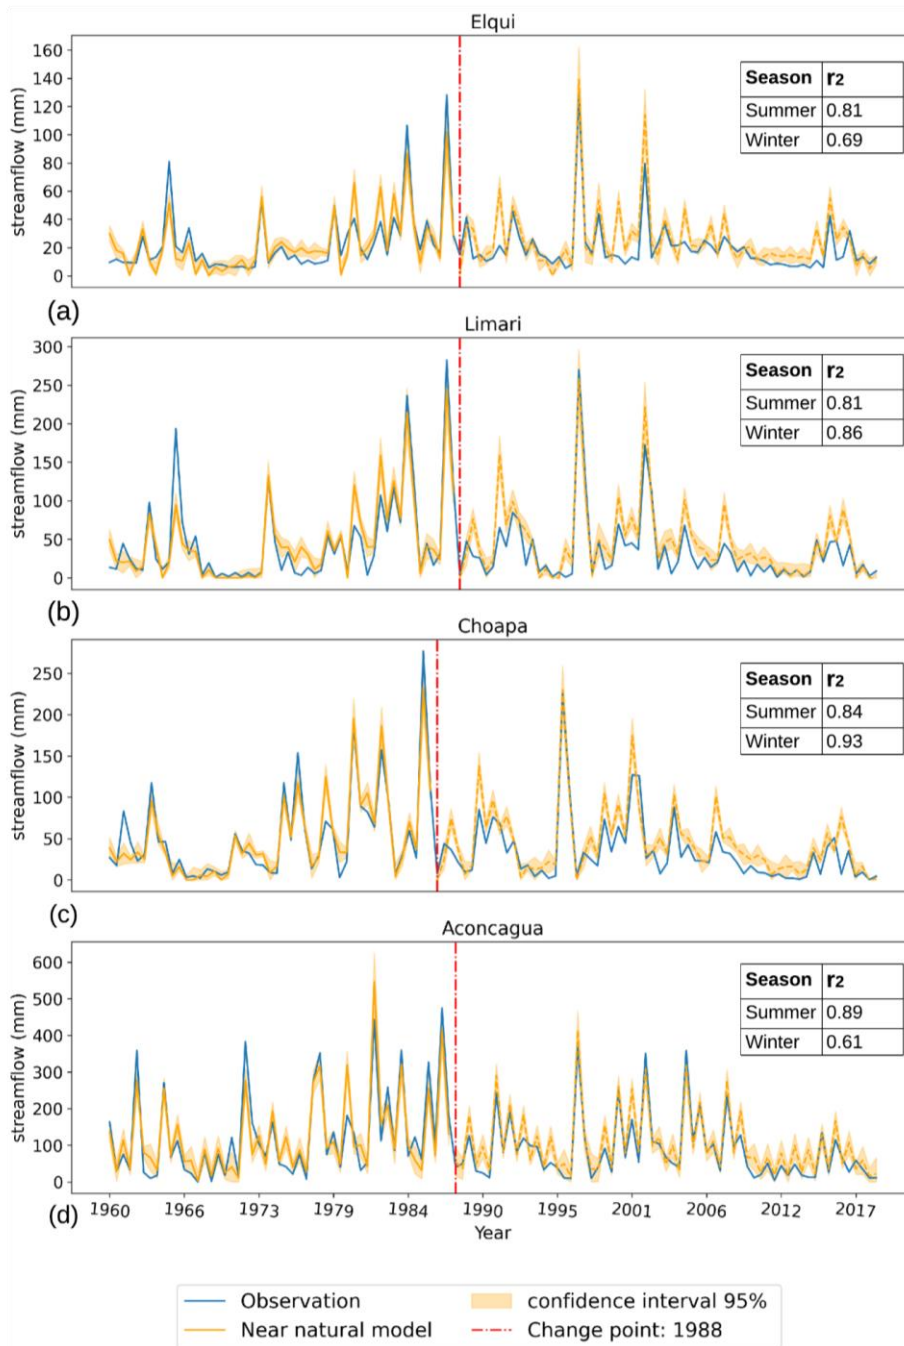 Elqui
streamflow (mm)
160
140
120
100
80
60
40
20
0
Season r2
Summer 0.81
Winter 0.69
(a)
Limari
streamflow (mm)
300
250
200
150
100
50
0
Season r2
Summer 0.81
Winter 0.86
(b)
Choapa
streamflow (mm)
250
200
150
100
50
0
Season r2
Summer 0.84
Winter 0.93
(c)
Aconcagua
streamflow (mm)
600
500
400
300
200
100
0
Season r2
Summer 0.89
Winter 0.61
(d)
1960 1966 1973 1979 1984 1990 1995 2001 2006 2012 2017
Year
Observation confidence interval 95%
Near natural model Change point: 1988